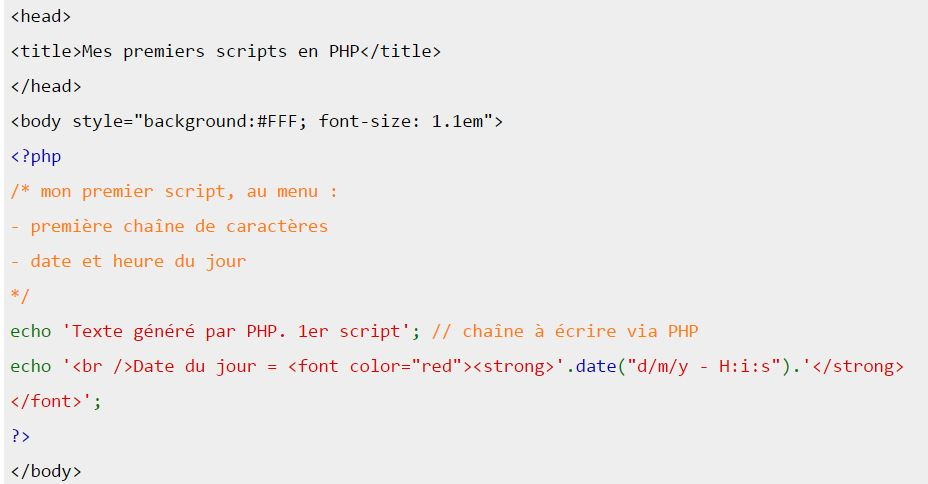 <head>
<title>Mes premiers scripts en PHP</title>
</head>
<body style="background:#FFF; font-size: 1.1em">
<?php
/* mon premier script, au menu :
- première chaîne de caractères
- date et heure du jour
*/
echo 'Texte généré par PHP. 1er script'; // chaîne à écrire via PHP
echo '<br />Date du jour = <font color="red"><strong>'.date("d/m/y - H:i:s").'</strong>
</font>';
?>
</body>